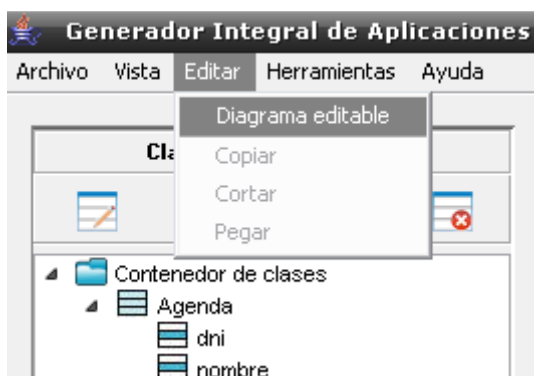 Generador Integral de Aplicaciones
Archivo Vista Editar Herramientas Ayuda
Diagrama editable
Cla
Copiar
Cortar
Pegar
Contenedor de clases
Agenda
dni
nombre